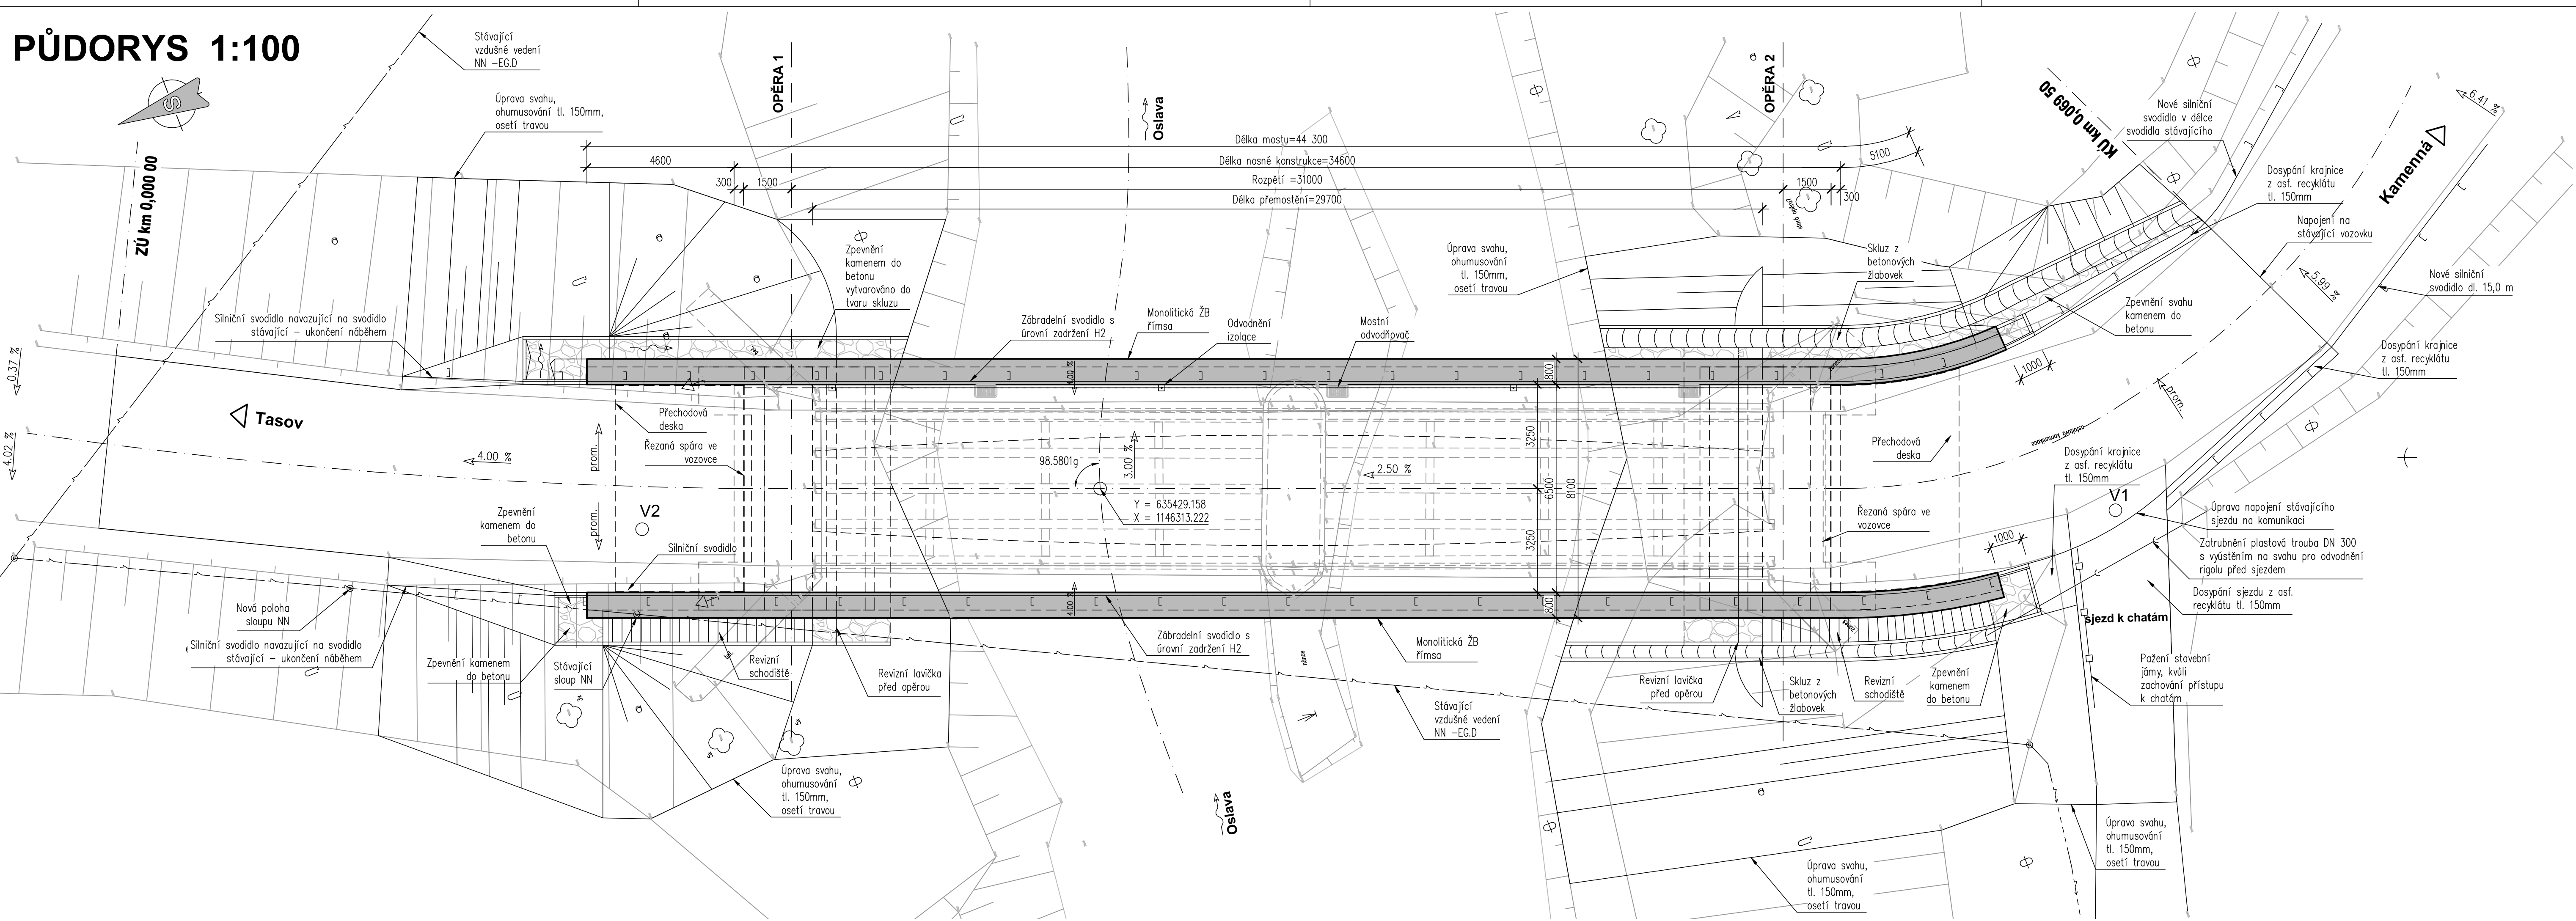 PŮDORYS 1:100
S
Stávající
vzdušné vedení
NN –EG.D
Úprava svahu,
ohumusování tl. 150mm,
osetí travou
ZÚ km 0,000 00
OPĚRA 1
Oslava
OPĚRA 2
Délka mostu=44 300
Délka nosné konstrukce=34600
Rozpětí =31000
Délka přemostění=29700
4600
300
1500
1500
300
5100
KÚ km 0,069 50
Nové silniční
svodidlo v délce
svodidla stávajícího
6.41 %
Kamenná
Dosypání krajnice
z asf. recyklátu
tl. 150mm
Napojení na
stávající vozovku
5.99 %
Nové silniční
svodidlo dl. 15,0 m
Zpevnění svahu
kamenem do
betonu
Dosypání krajnice
z asf. recyklátu
tl. 150mm
Zpevnění
kamenem do
betonu
vytvarováno do
tvaru skluzu
Úprava svahu,
ohumusování
tl. 150mm,
osetí travou
Skluz z
betonových
žlabovek
Silniční svodidlo navazující na svodidlo
stávající – ukončení náběhem
Zábradelní svodidlo s
úrovní zadržení H2
Monolitická ŽB
římsa
Odvodnění
izolace
Mostní
odvodňovač
0.37 %
4.02 %
Tasov
4.00 %
Přechodová
deska
Řezaná spára ve
vozovce
prom.
prom.
V2
4.00 %
98.5801g
3.00 %
Y = 635429.158
X = 1146313.222
2.50 %
800
3250
6500
8100
3250
800
4.00 %
1000
prom.
Přechodová
deska
Řezaná spára ve
vozovce
Dosypání krajnice
z asf. recyklátu
tl. 150mm
V1
1000
Úprava napojení stávajícího
sjezdu na komunikaci
Zatrubnění plastová trouba DN 300
s vyústěním na svahu pro odvodnění
rigolu před sjezdem
Dosypání sjezdu z asf.
recyklátu tl. 150mm
sjezd k chatám
Pažení stavební
jámy, kvůli
zachování přístupu
k chatám
Zpevnění
kamenem do
betonu
Silniční svodidlo
Nová poloha
sloupu NN
Silniční svodidlo navazující na svodidlo
stávající – ukončení náběhem
Zpevnění kamenem
do betonu
Stávající
sloup NN
Revizní
schodiště
Revizní lavička
před opěrou
Zábradelní svodidlo s
úrovní zadržení H2
Monolitická ŽB
římsa
Stávající
vzdušné vedení
NN –EG.D
Revizní lavička
před opěrou
Skluz z
betonových
žlabovek
Revizní
schodiště
Zpevnění
kamenem
do betonu
Úprava svahu,
ohumusování
tl. 150mm,
osetí travou
Oslava
Úprava svahu,
ohumusování
tl. 150mm,
osetí travou
Úprava svahu,
ohumusování
tl. 150mm,
osetí travou